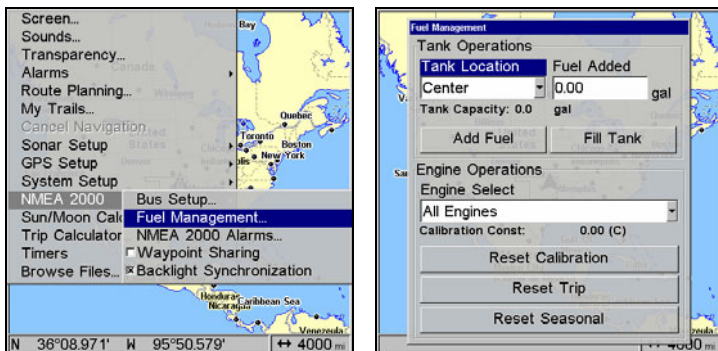 Screen...
Sounds...
Transparency...
Alarms
Route Planning...
My Trails...
Cancel Navigation
Sonar Setup
GPS Setup
System Setup
NMEA 2000
Sun/Moon Calc
Trip Calculator
Timers
Browse Files...
Bus Setup...
Fuel Management...
NMEA 2000 Alarms...
Waypoint Sharing
Backlight Synchronization
Bay
Canada
Quebec
Toronto
Boston
New York
Honduras
Nicaragua
Caribbean Sea
Venezuela
N 36°08.971' W 95°50.579' ↔ 4000 mi
Fuel Management
Tank Operations
Tank Location Fuel Added
Center 0.00 gal
Tank Capacity: 0.0 gal
Add Fuel Fill Tank
Engine Operations
Engine Select
All Engines
Calibration Const: 0.00 (C)
Reset Calibration
Reset Trip
Reset Seasonal